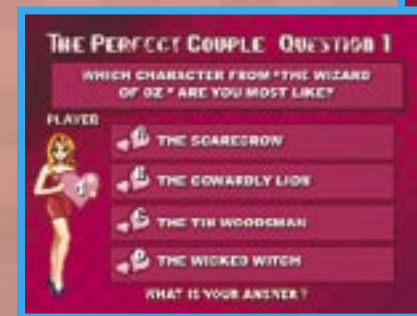 THE PERFECT COUPLE QUESTION 1
WHICH CHARACTER FROM "THE WIZARD
OF OZ" ARE YOU MOST LIKE?
PLAYER
1
A THE SCARECROW
B THE COWARDLY LION
C THE TIN WOODSMAN
D THE WICKED WITCH
WHAT IS YOUR ANSWER?